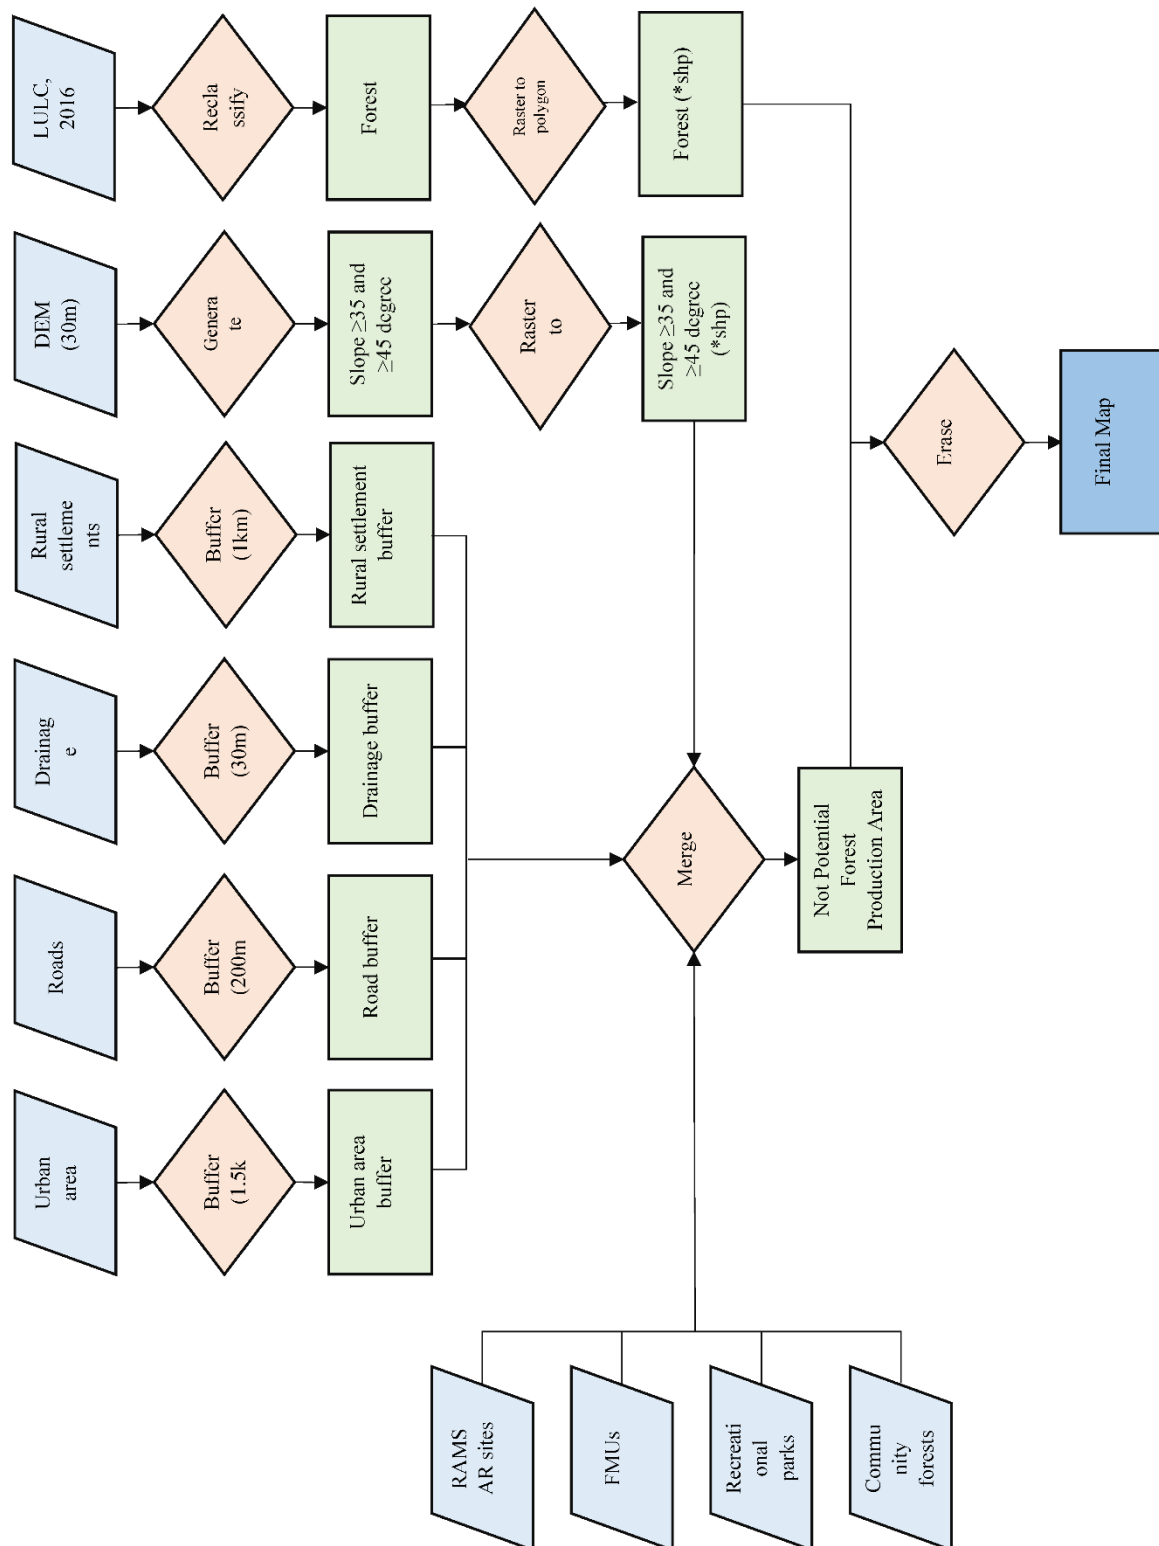 LULC,
2016
Recla
ssify
Forest
Raster to
polygon
Forest (*shp)
DEM
(30m)
Genera
te
Slope ≥35 and
≥45 degree
Raster
to
Slope ≥35 and
≥45 degree
(*shp)
Rural
settleme
nts
Buffer
(1km)
Rural settlement
buffer
Drainag
e
Buffer
(30m)
Drainage buffer
Roads
Buffer
(200m
Road buffer
Urban
area
Buffer
(1.5k
Urban area
buffer
RAMS
AR sites
FMUs
Recreati
onal
parks
Commu
nity
forests
Merge
Not Potential
Forest
Production Area
Erase
Final Map